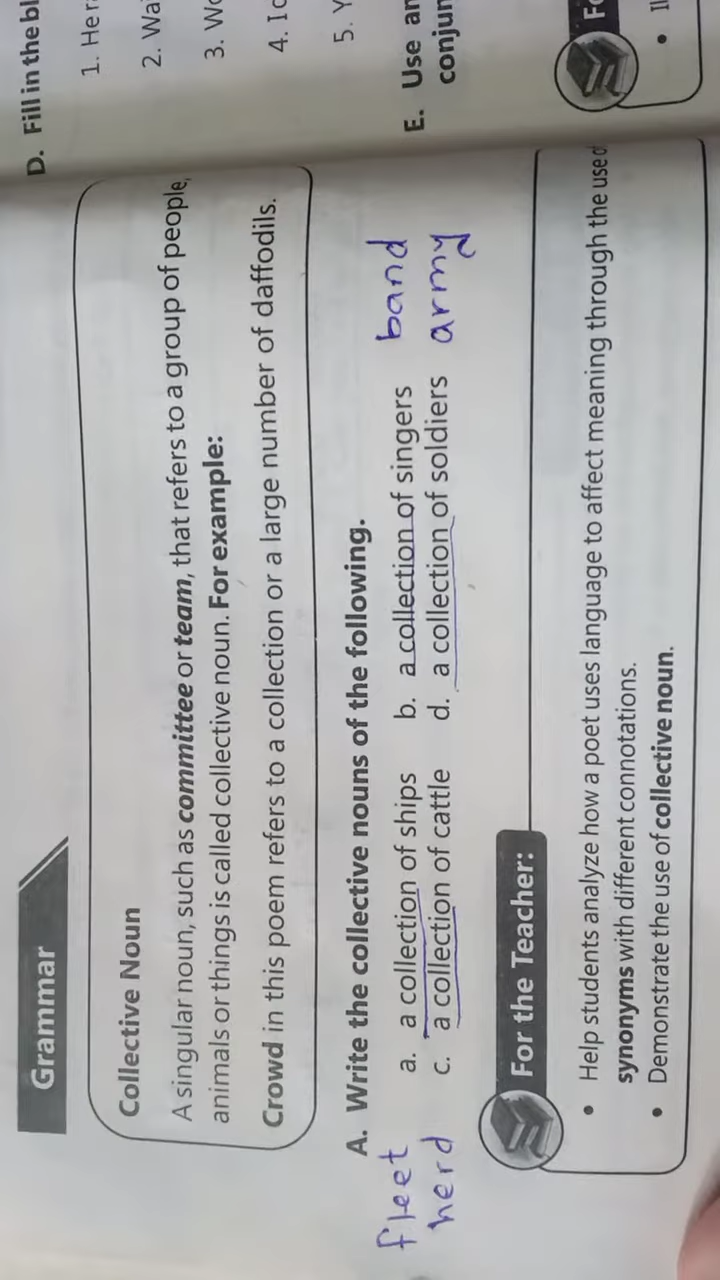 Grammar
Collective Noun
A singular noun, such as committee or team, that refers to a group of people,
animals or things is called collective noun. For example:
Crowd in this poem refers to a collection or a large number of daffodils.
A. Write the collective nouns of the following.
fleet a. a collection of ships b. a collection of singers band
herd c. a collection of cattle d. a collection of soldiers army
For the Teacher:
• Help students analyze how a poet uses language to affect meaning through the use
synonyms with different connotations.
• Demonstrate the use of collective noun.
D. Fill in the
1.
2.
3.
4. I
5.
E. Use